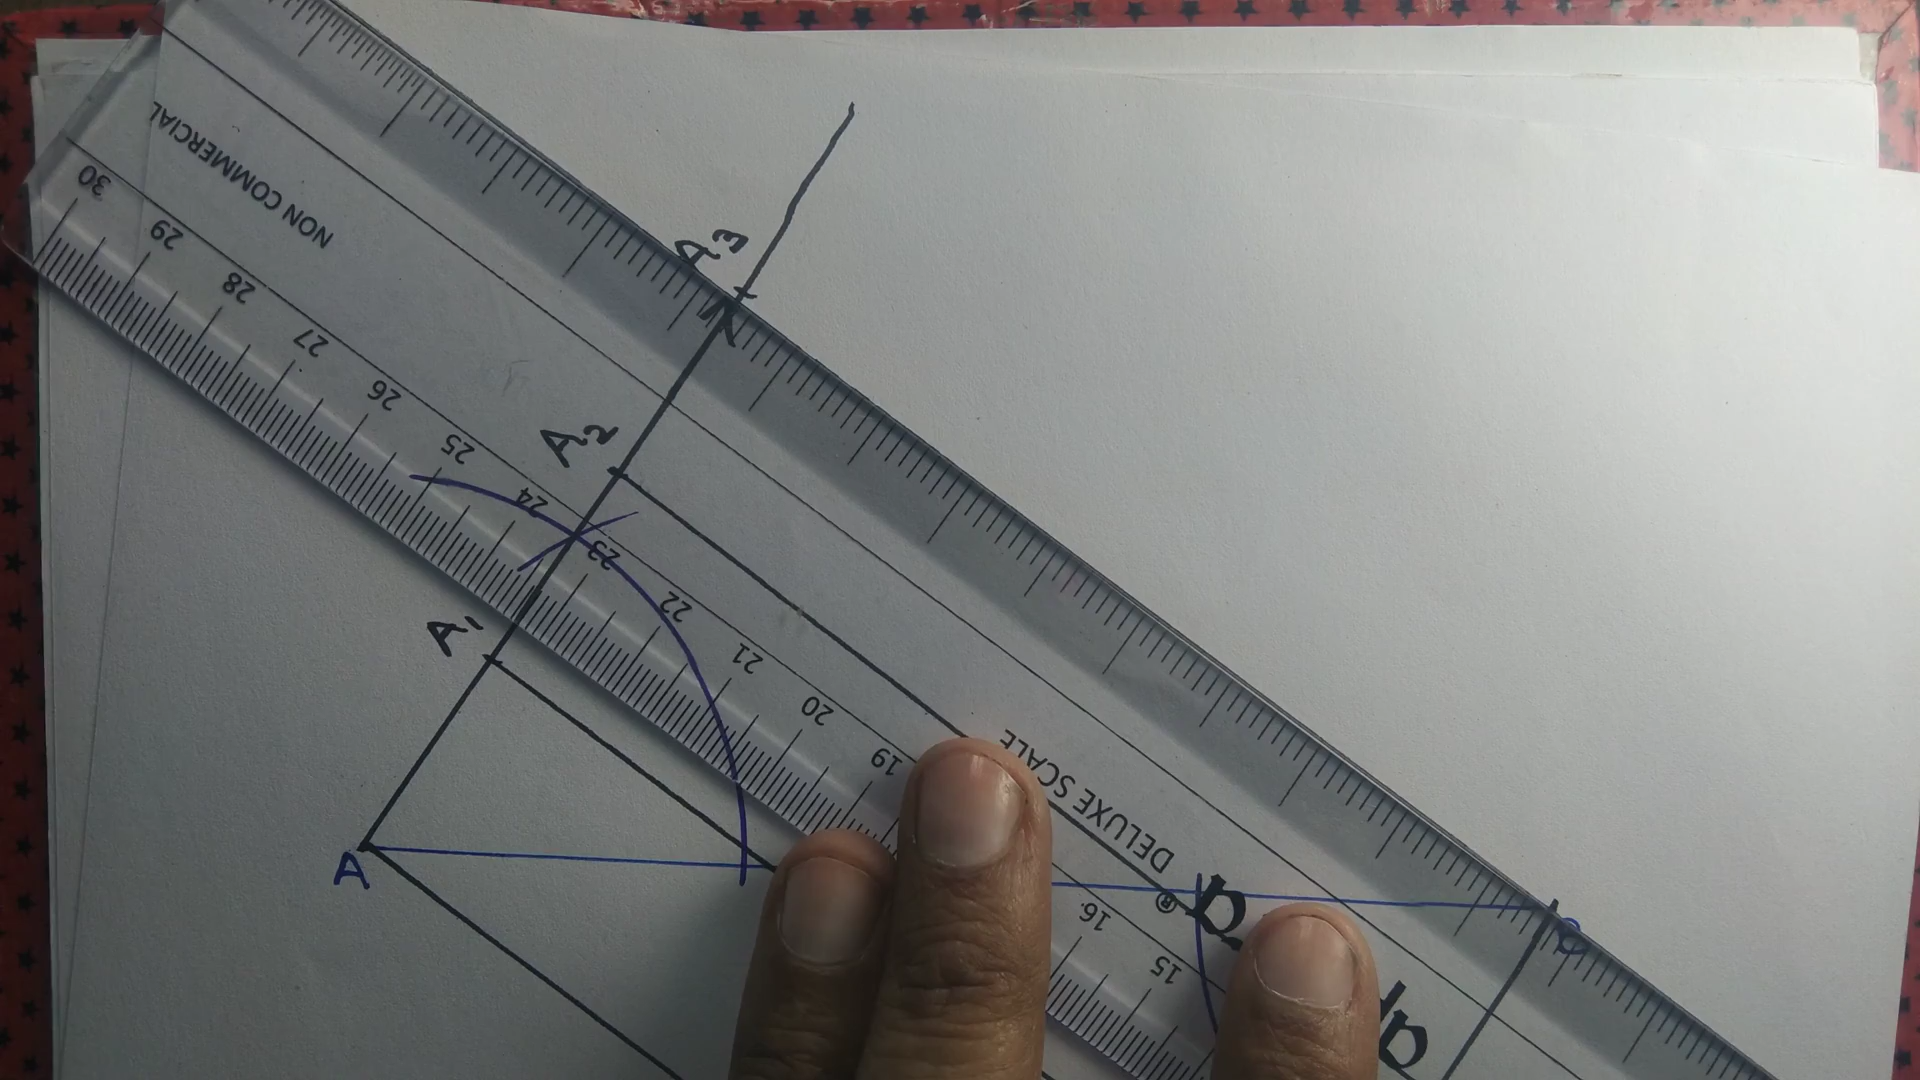 A₃
A₂
A₁
A
NON COMMERCIAL
30 29 28 27 26 25 24 23 22 21 20 19 16 15
DELUXE SCALE ®